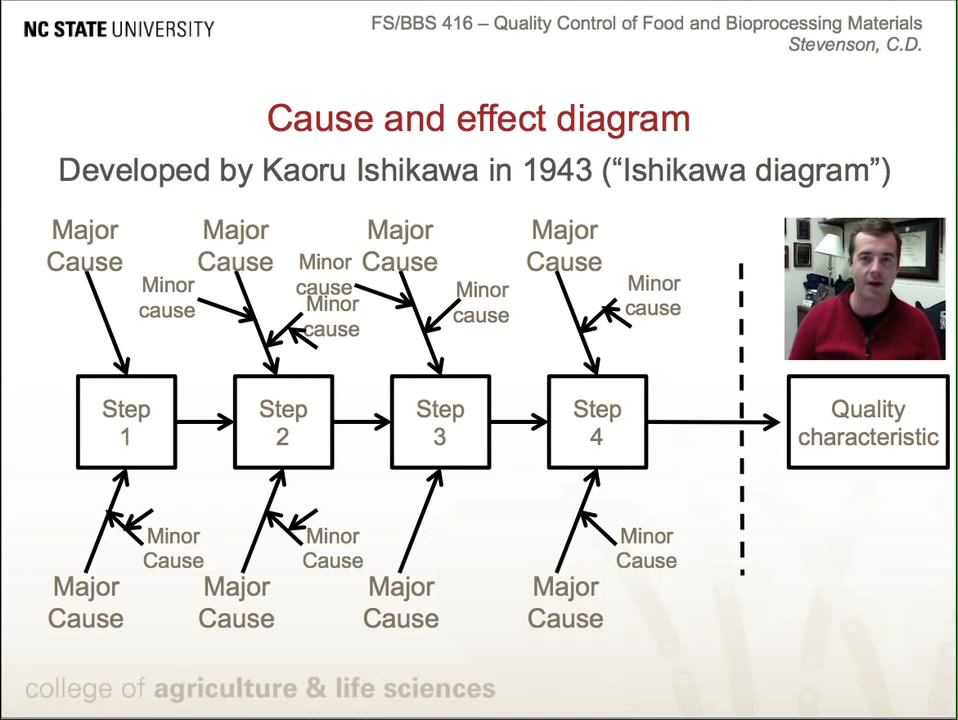 NC STATE UNIVERSITY
FS/BBS 416 – Quality Control of Food and Bioprocessing Materials
Stevenson, C.D.
Cause and effect diagram
Developed by Kaoru Ishikawa in 1943 (“Ishikawa diagram”)
Major
Cause
Major
Cause
Major
Cause
Major
Cause
Minor
cause
Minor
cause
Minor
cause
Minor
cause
Minor
cause
Step
1
Step
2
Step
3
Step
4
Quality
characteristic
Minor
Cause
Minor
Cause
Minor
Cause
Major
Cause
Major
Cause
Major
Cause
Major
Cause
college of agriculture & life sciences